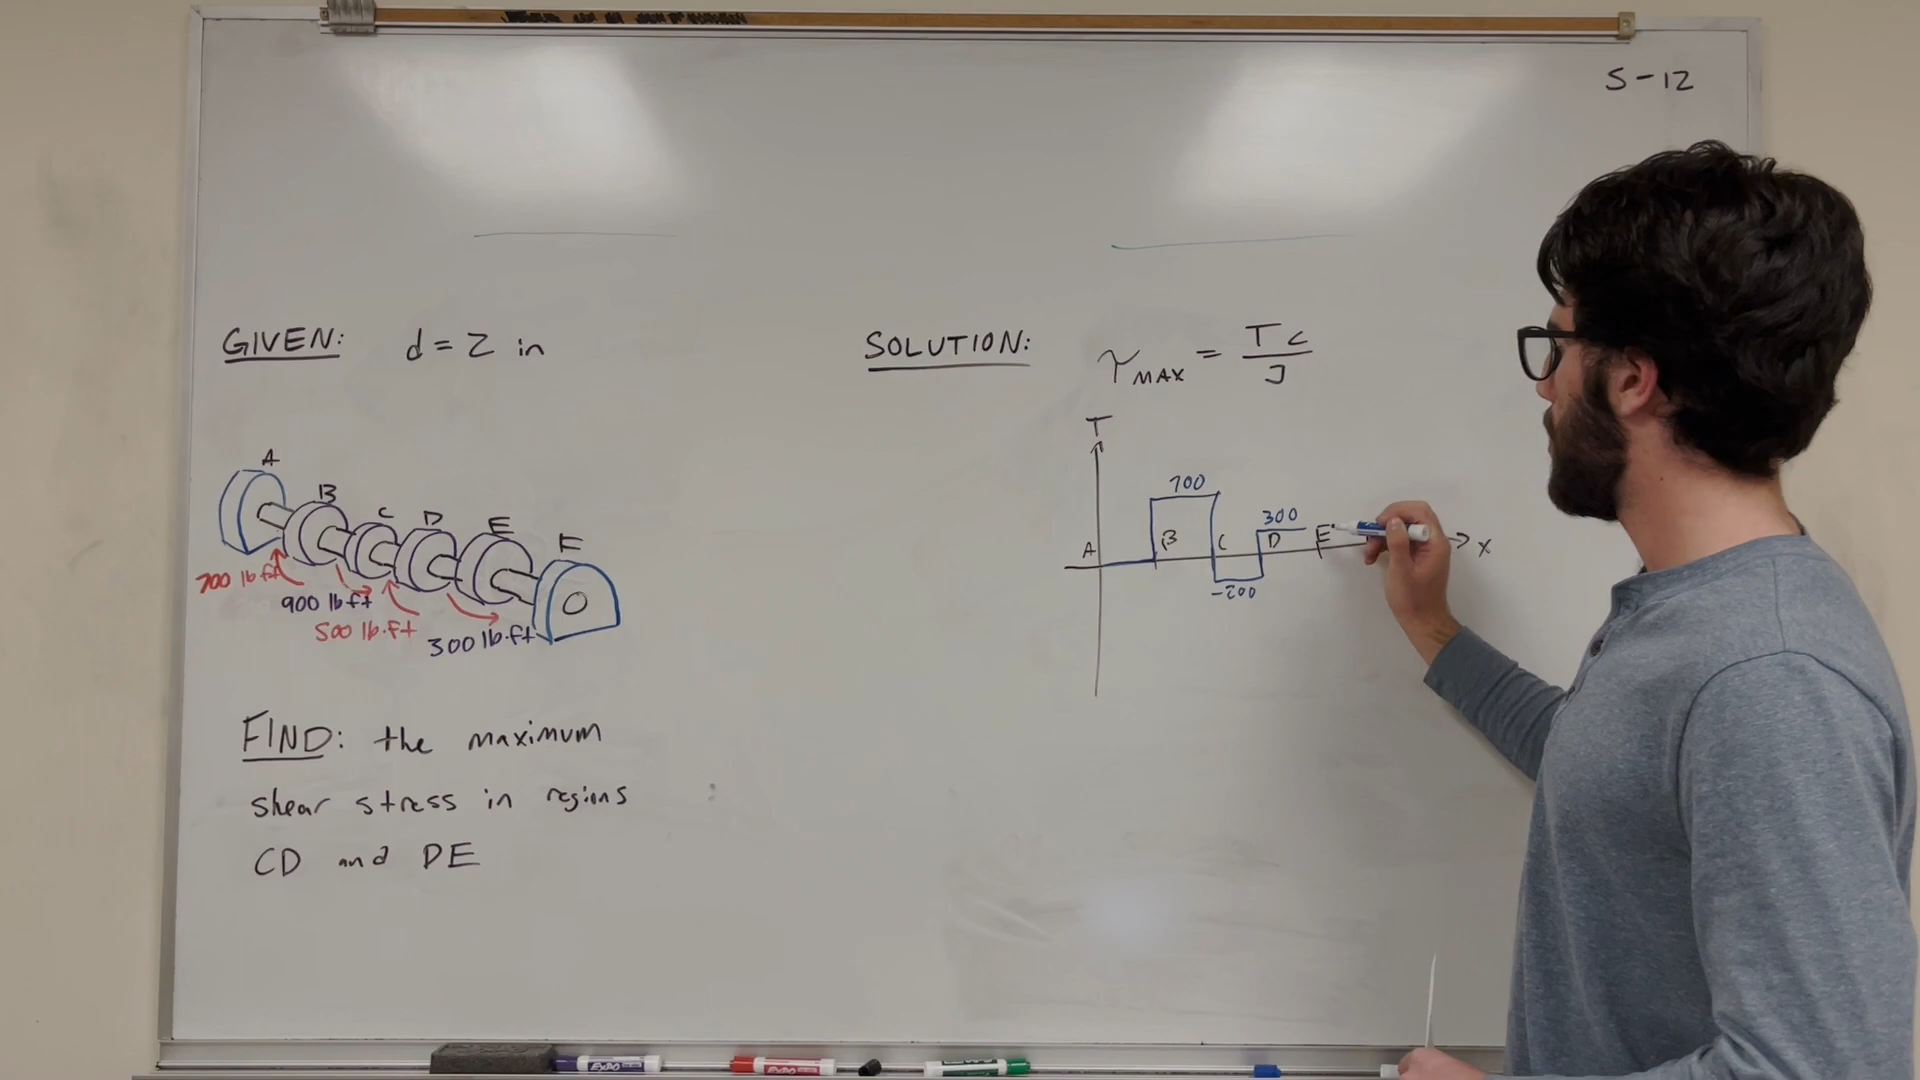 S-12
GIVEN: d = 2 in
A
B
C
D
E
F
700 lb·ft
900 lb·ft
500 lb·ft
300 lb·ft
FIND: the maximum
shear stress in regions
CD and DE
SOLUTION: τMAX = Tc/J
T
700
300
A B C D E x
-200
EXPO
EXPO